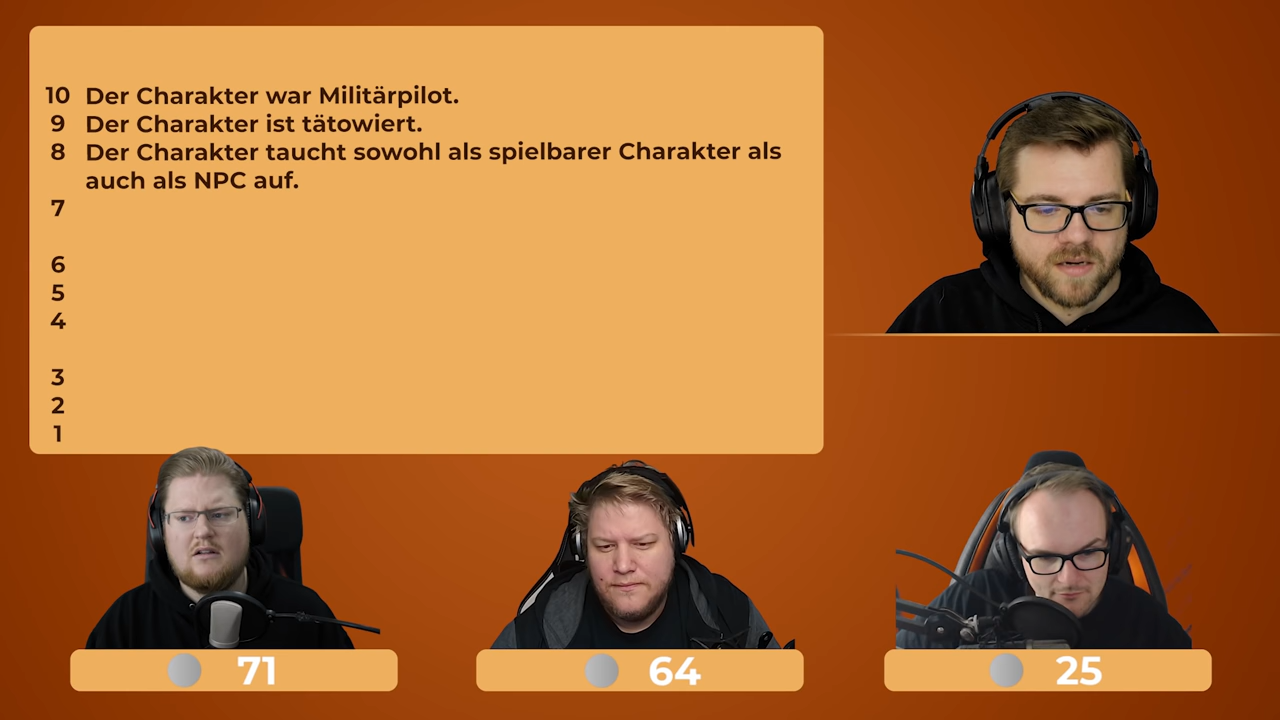 10 Der Charakter war Militärpilot.
9 Der Charakter ist tätowiert.
8 Der Charakter taucht sowohl als spielbarer Charakter als
auch als NPC auf.
7
6
5
4
3
2
1
71
64
25